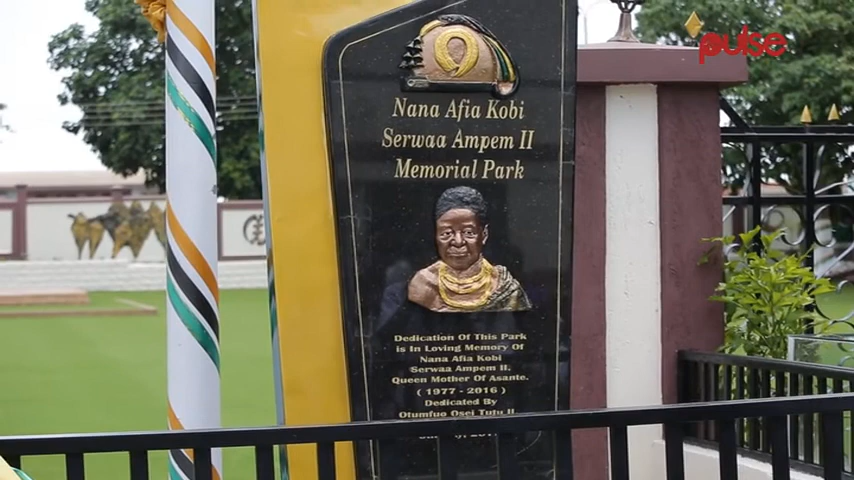 pulse
Nana Afia Kobi
Serwaa Ampem II
Memorial Park
Dedication Of This Park
is In Loving Memory Of
Nana Afia Kobi
Serwaa Ampem II.
Queen Mother Of Asante.
( 1977 - 2016 )
Dedicated By
Otumfuo Osei Tutu II